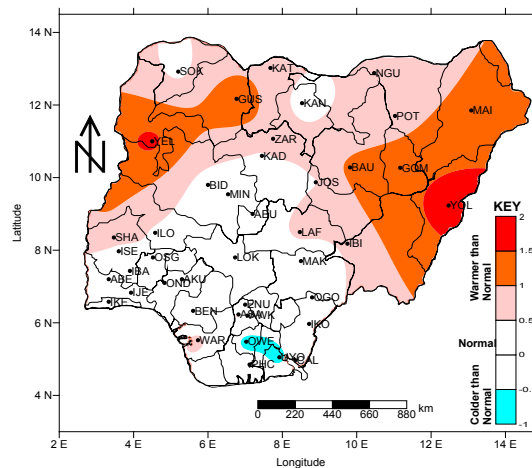 14 N
12 N
10 N
8 N
6 N
4 N
Latitude
2 E
4 E
6 E
8 E
10 E
12 E
14 E
Longitude
N
SOK
KAT
NGU
GUS
KAN
POT
MAI
YEL
ZAR
KAD
BAU
GOM
BID
MIN
JOS
ABU
YOL
SHA
ILO
LAF
IBI
ISE
OSG
LOK
MAK
IBA
ABE
OND
AKU
IJE
IKE
BEN
ENU
OGO
IKO
WAR
OWE
UYO
CAL
PHC
0
220
440
660
880
km
KEY
2
1.5
1
0.5
0
-0.5
-1
Warmer than
Normal
Normal
Colder than
Normal